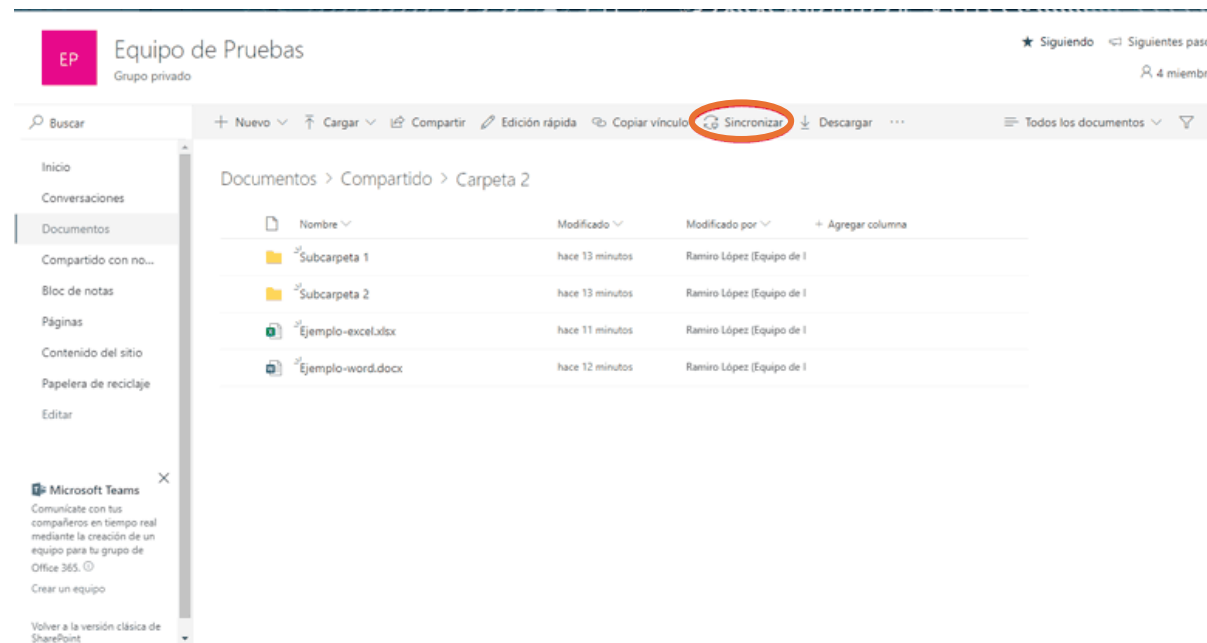 EP
Equipo de Pruebas
Grupo privado
Siguiendo
Siguientes paso
4 miembr
Buscar
Nuevo
Cargar
Compartir
Edición rápida
Copiar vínculo
Sincronizar
Descargar
Todos los documentos
Inicio
Conversaciones
Documentos
Compartido con no...
Bloc de notas
Páginas
Contenido del sitio
Papelera de reciclaje
Editar
Documentos > Compartido > Carpeta 2
Nombre
Modificado
Modificado por
+ Agregar columna
Subcarpeta 1
hace 13 minutos
Ramiro López (Equipo de l
Subcarpeta 2
hace 13 minutos
Ramiro López (Equipo de l
Ejemplo-excel.xlsx
hace 11 minutos
Ramiro López (Equipo de l
Ejemplo-word.docx
hace 12 minutos
Ramiro López (Equipo de l
Microsoft Teams
Comunícate con tus
compañeros en tiempo real
mediante la creación de un
equipo para tu grupo de
Office 365.
Crear un equipo
Volver a la versión clásica de
SharePoint